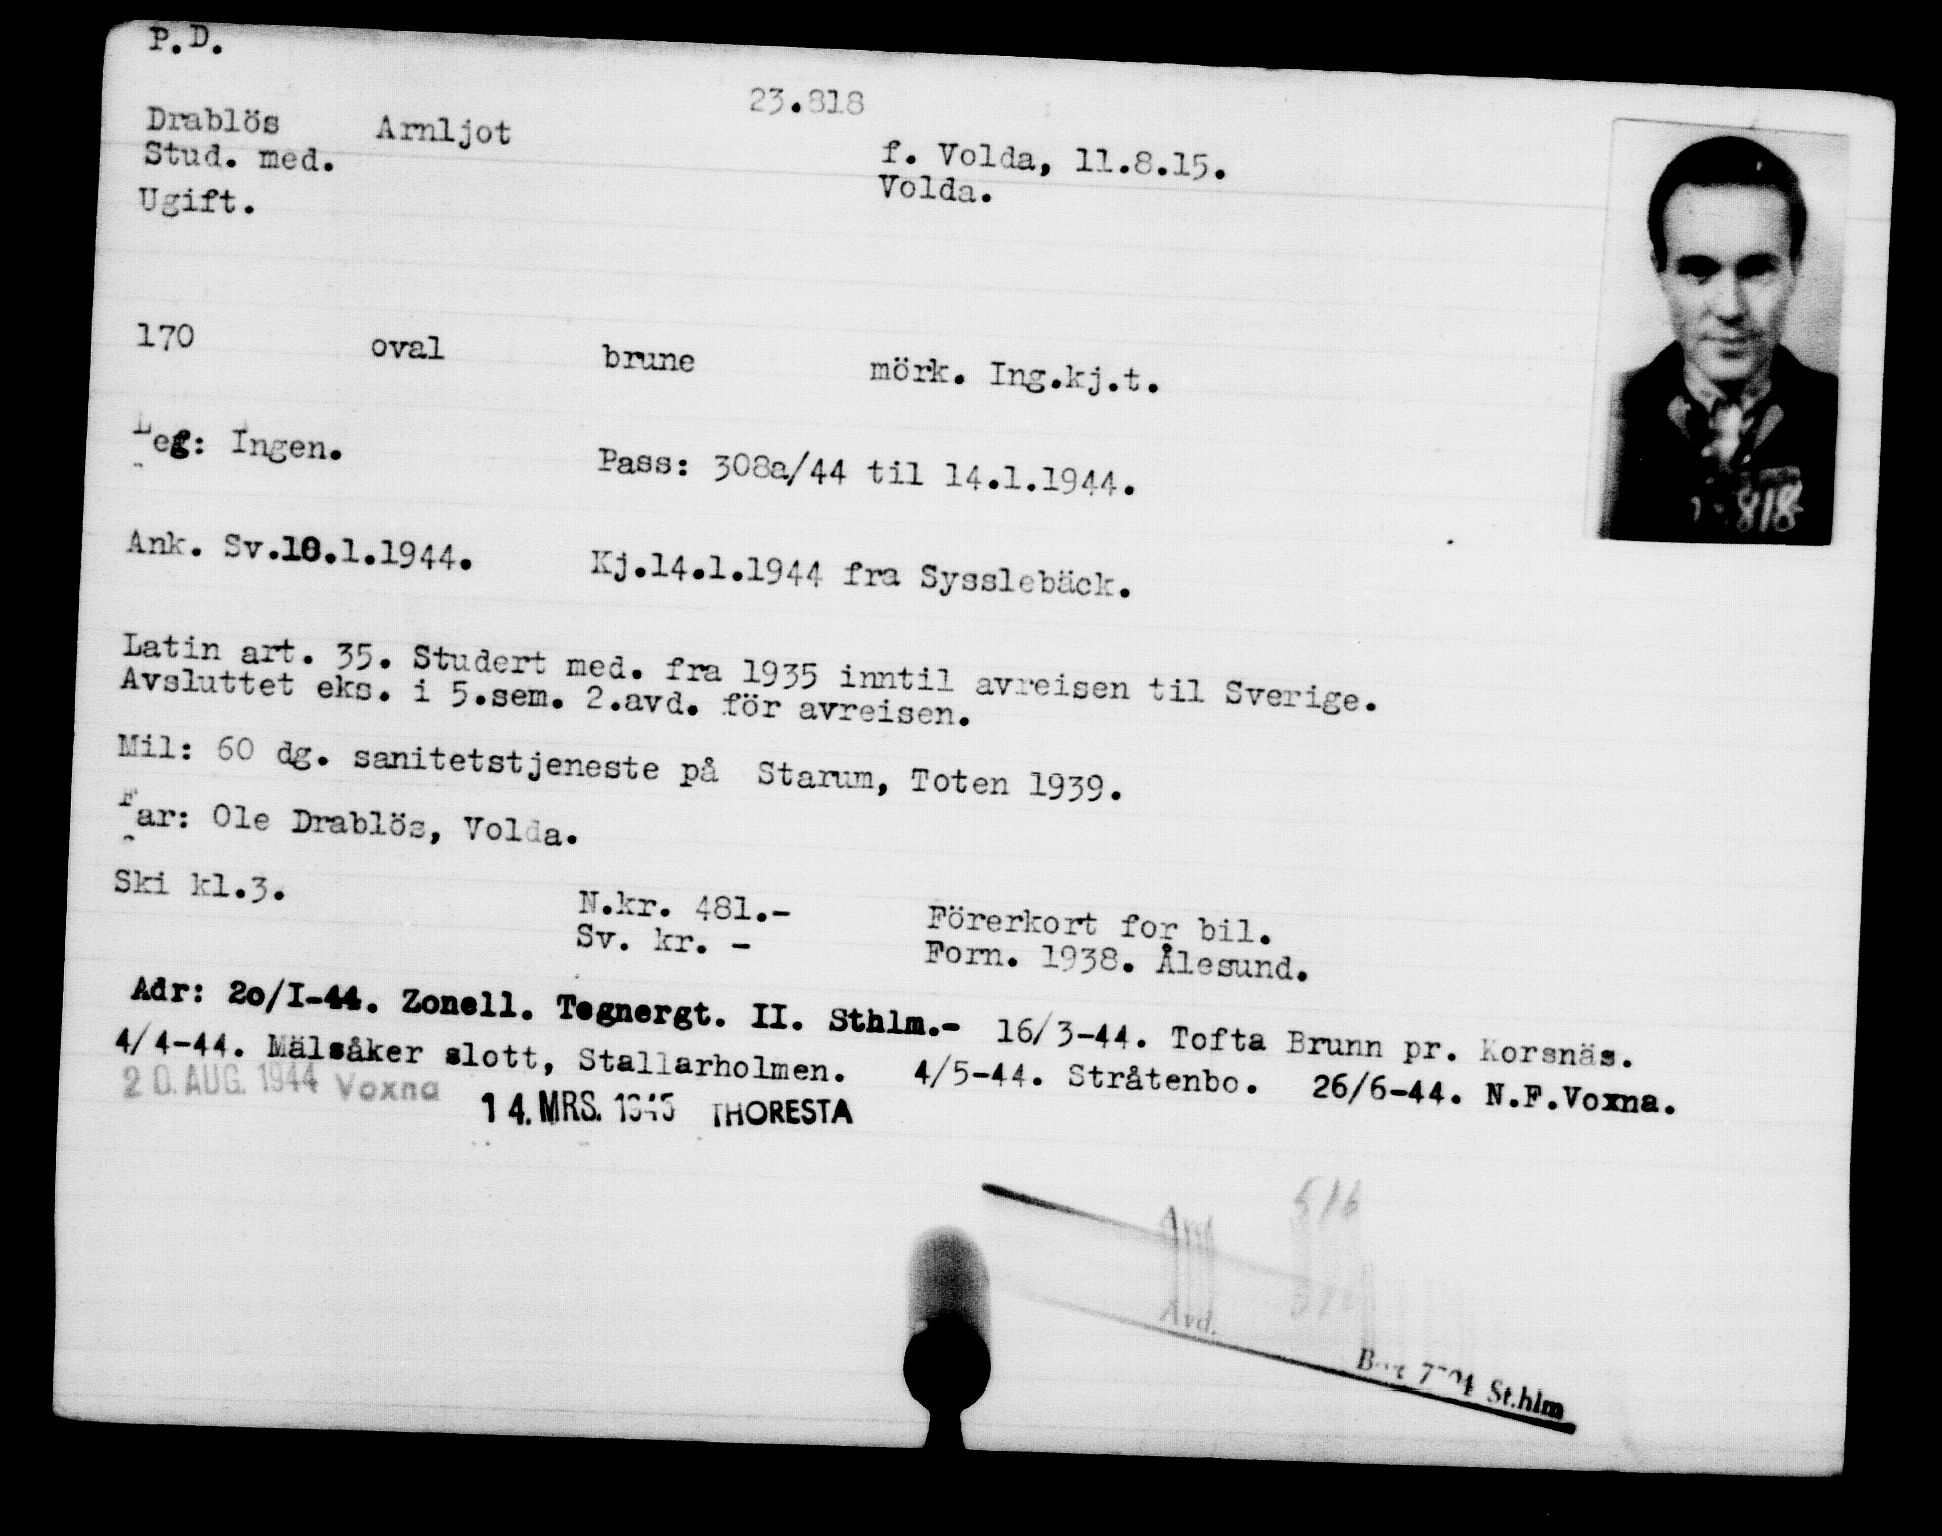 P.D.
23.818
Drablös Arnljot
f. Volda, 11.8.15.
Stud. med.
Volda.
Ugift.
170 oval brune mörk. Ing.kj.t.
Leg: Ingen. Pass: 308a/44 til 14.1.1944.
Ank. Sv.10.1.1944. Kj.14.1.1944 fra Sysslebäck.
Latin art. 35. Studert med. fra 1935 inntil avreisen til Sverige.
Avsluttet eks. i 5.sem. 2.avd. för avreisen.
Mil: 60 dg. sanitetstjeneste på Starum, Toten 1939.
Far: Ole Drablös, Volda.
Ski kl.3. N.kr. 481.- Förerkort for bil.
Sv. kr. - Forn. 1938. Ålesund.
Adr: 2o/I-44. Zonell. Tegnergt. II. Sthlm.- 16/3-44. Tofta Brunn pr. Korsnäs.
4/4-44. Mälsåker slott, Stallarholmen. 4/5-44. Stråtenbo. 26/6-44. N.F.Voxna.
20. AUG. 1944 Voxna 14. MRS. 1945 THORESTA
818
516
Avd.
St.hlm